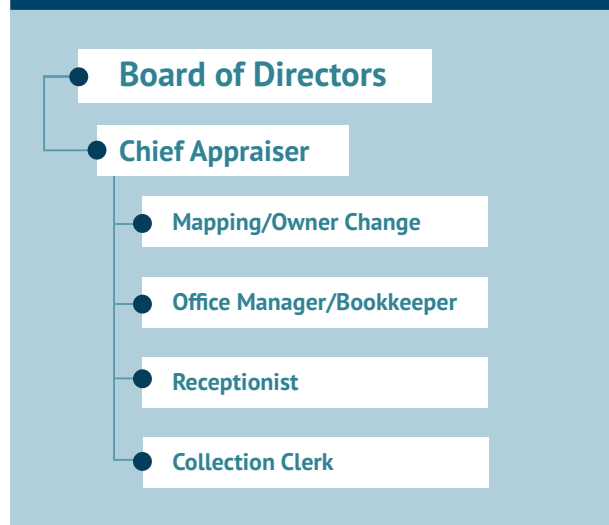 Board of Directors
Chief Appraiser
Mapping/Owner Change
Office Manager/Bookkeeper
Receptionist
Collection Clerk